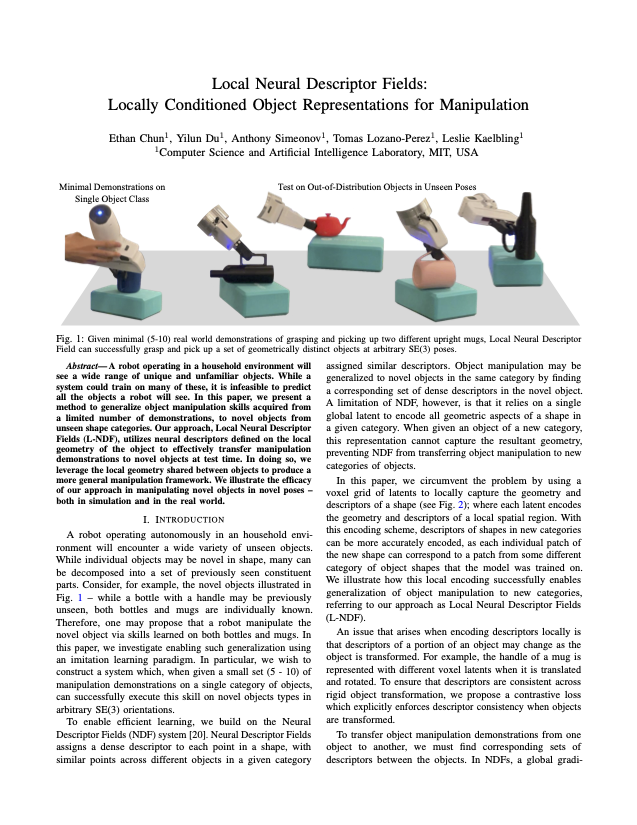 Local Neural Descriptor Fields:
Locally Conditioned Object Representations for Manipulation
Ethan Chun¹, Yilun Du¹, Anthony Simeonov¹, Tomas Lozano-Perez¹, Leslie Kaelbling¹
¹Computer Science and Artificial Intelligence Laboratory, MIT, USA
Minimal Demonstrations on
Single Object Class
Test on Out-of-Distribution Objects in Unseen Poses
Fig. 1: Given minimal (5-10) real world demonstrations of grasping and picking up two different upright mugs, Local Neural Descriptor
Field can successfully grasp and pick up a set of geometrically distinct objects at arbitrary SE(3) poses.
Abstract—A robot operating in a household environment will
see a wide range of unique and unfamiliar objects. While a
system could train on many of these, it is infeasible to predict
all the objects a robot will see. In this paper, we present a
method to generalize object manipulation skills acquired from
a limited number of demonstrations, to novel objects from
unseen shape categories. Our approach, Local Neural Descriptor
Fields (L-NDF), utilizes neural descriptors defined on the local
geometry of the object to effectively transfer manipulation
demonstrations to novel objects at test time. In doing so, we
leverage the local geometry shared between objects to produce a
more general manipulation framework. We illustrate the efficacy
of our approach in manipulating novel objects in novel poses –
both in simulation and in the real world.
I. INTRODUCTION
A robot operating autonomously in an household envi-
ronment will encounter a wide variety of unseen objects.
While individual objects may be novel in shape, many can
be decomposed into a set of previously seen constituent
parts. Consider, for example, the novel objects illustrated in
Fig. 1 – while a bottle with a handle may be previously
unseen, both bottles and mugs are individually known.
Therefore, one may propose that a robot manipulate the
novel object via skills learned on both bottles and mugs. In
this paper, we investigate enabling such generalization using
an imitation learning paradigm. In particular, we wish to
construct a system which, when given a small set (5 - 10) of
manipulation demonstrations on a single category of objects,
can successfully execute this skill on novel objects types in
arbitrary SE(3) orientations.
To enable efficient learning, we build on the Neural
Descriptor Fields (NDF) system [20]. Neural Descriptor Fields
assigns a dense descriptor to each point in a shape, with
similar points across different objects in a given category
assigned similar descriptors. Object manipulation may be
generalized to novel objects in the same category by finding
a corresponding set of dense descriptors in the novel object.
A limitation of NDF, however, is that it relies on a single
global latent to encode all geometric aspects of a shape in
a given category. When given an object of a new category,
this representation cannot capture the resultant geometry,
preventing NDF from transferring object manipulation to new
categories of objects.
In this paper, we circumvent the problem by using a
voxel grid of latents to locally capture the geometry and
descriptors of a shape (see Fig. 2); where each latent encodes
the geometry and descriptors of a local spatial region. With
this encoding scheme, descriptors of shapes in new categories
can be more accurately encoded, as each individual patch of
the new shape can correspond to a patch from some different
category of object shapes that the model was trained on.
We illustrate how this local encoding successfully enables
generalization of object manipulation to new categories,
referring to our approach as Local Neural Descriptor Fields
(L-NDF).
An issue that arises when encoding descriptors locally is
that descriptors of a portion of an object may change as the
object is transformed. For example, the handle of a mug is
represented with different voxel latents when it is translated
and rotated. To ensure that descriptors are consistent across
rigid object transformation, we propose a contrastive loss
which explicitly enforces descriptor consistency when objects
are transformed.
To transfer object manipulation demonstrations from one
object to another, we must find corresponding sets of
descriptors between the objects. In NDFs, a global gradi-